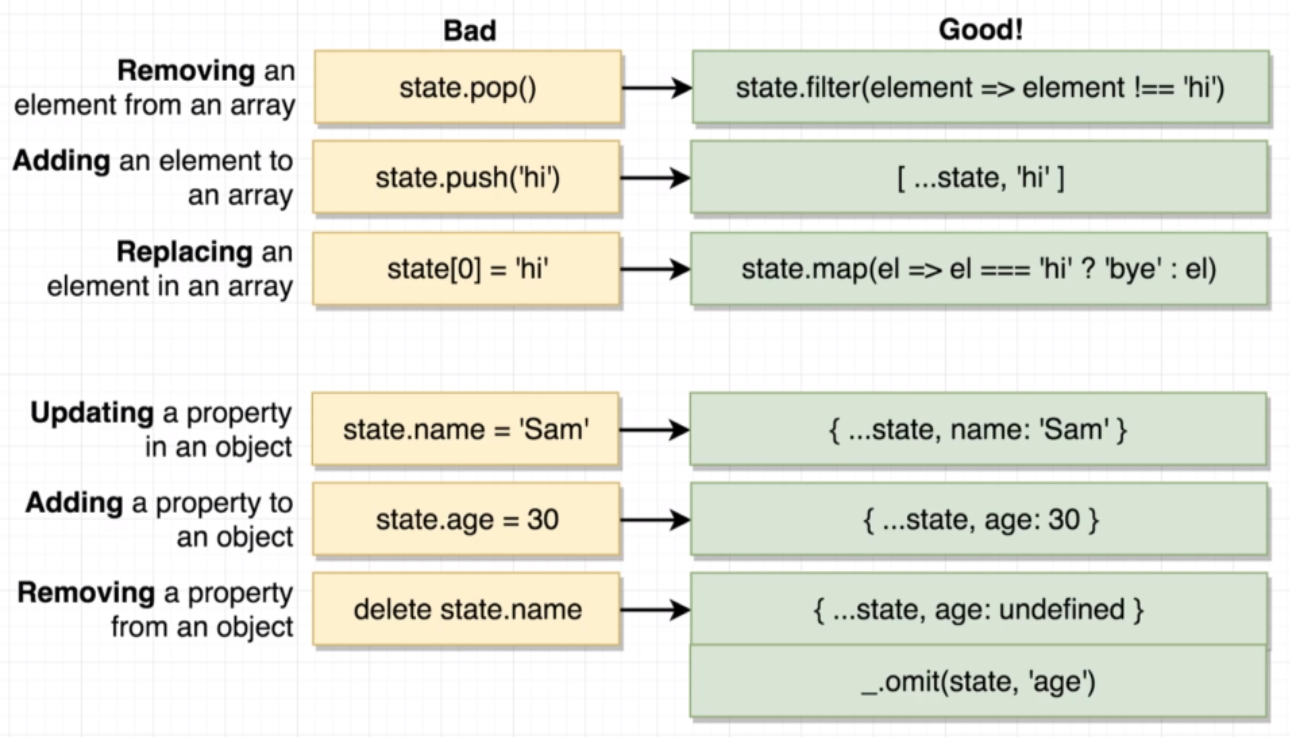 Bad
Good!
Removing an
element from an array
state.pop()
state.filter(element => element !== 'hi')
Adding an element to
an array
state.push('hi')
[ ...state, 'hi' ]
Replacing an
element in an array
state[0] = 'hi'
state.map(el => el === 'hi' ? 'bye' : el)
Updating a property
in an object
state.name = 'Sam'
{ ...state, name: 'Sam' }
Adding a property to
an object
state.age = 30
{ ...state, age: 30 }
Removing a property
from an object
delete state.name
{ ...state, age: undefined }
_.omit(state, 'age')